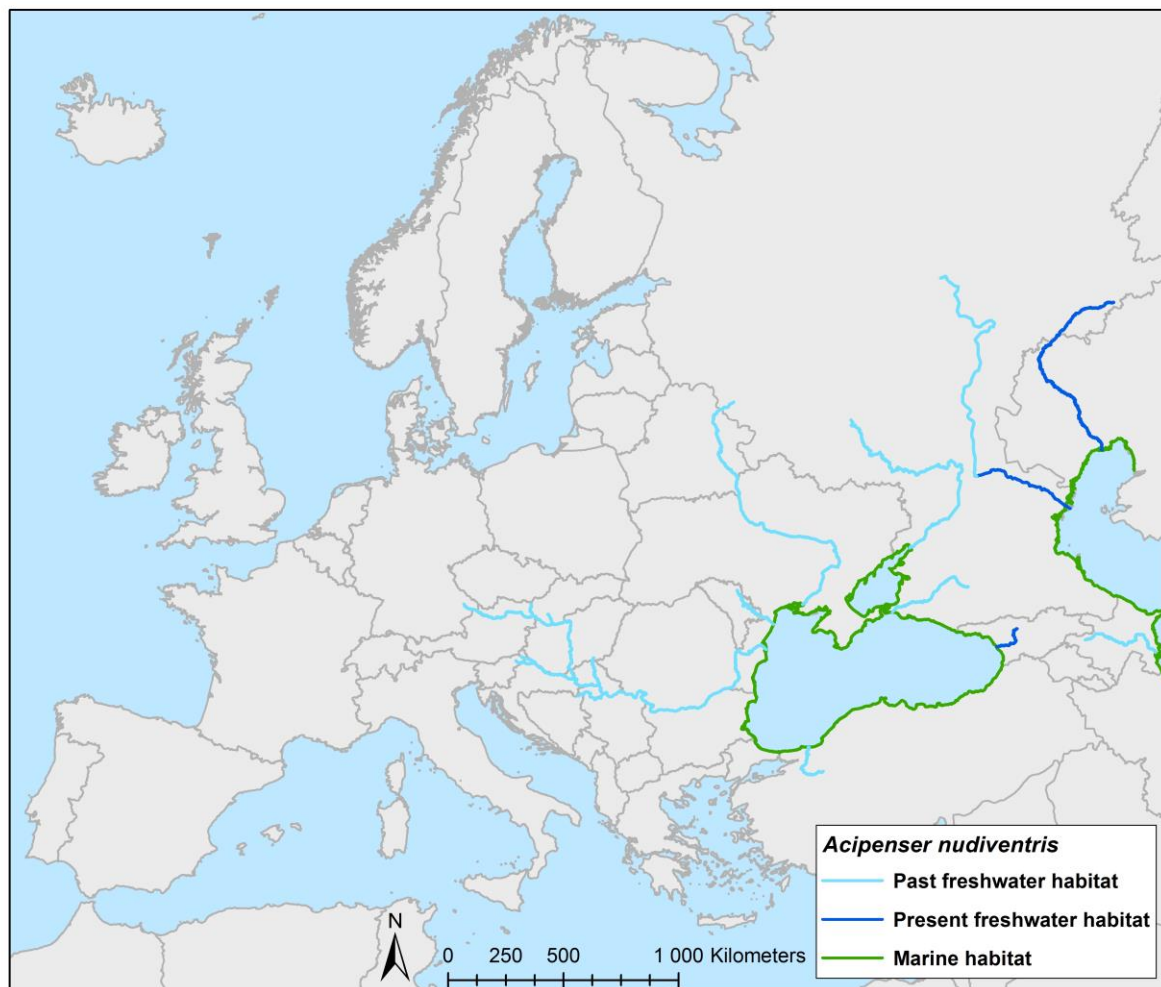 Acipenser nudiventris
Past freshwater habitat
Present freshwater habitat
Marine habitat
N
0 250 500 1 000 Kilometers